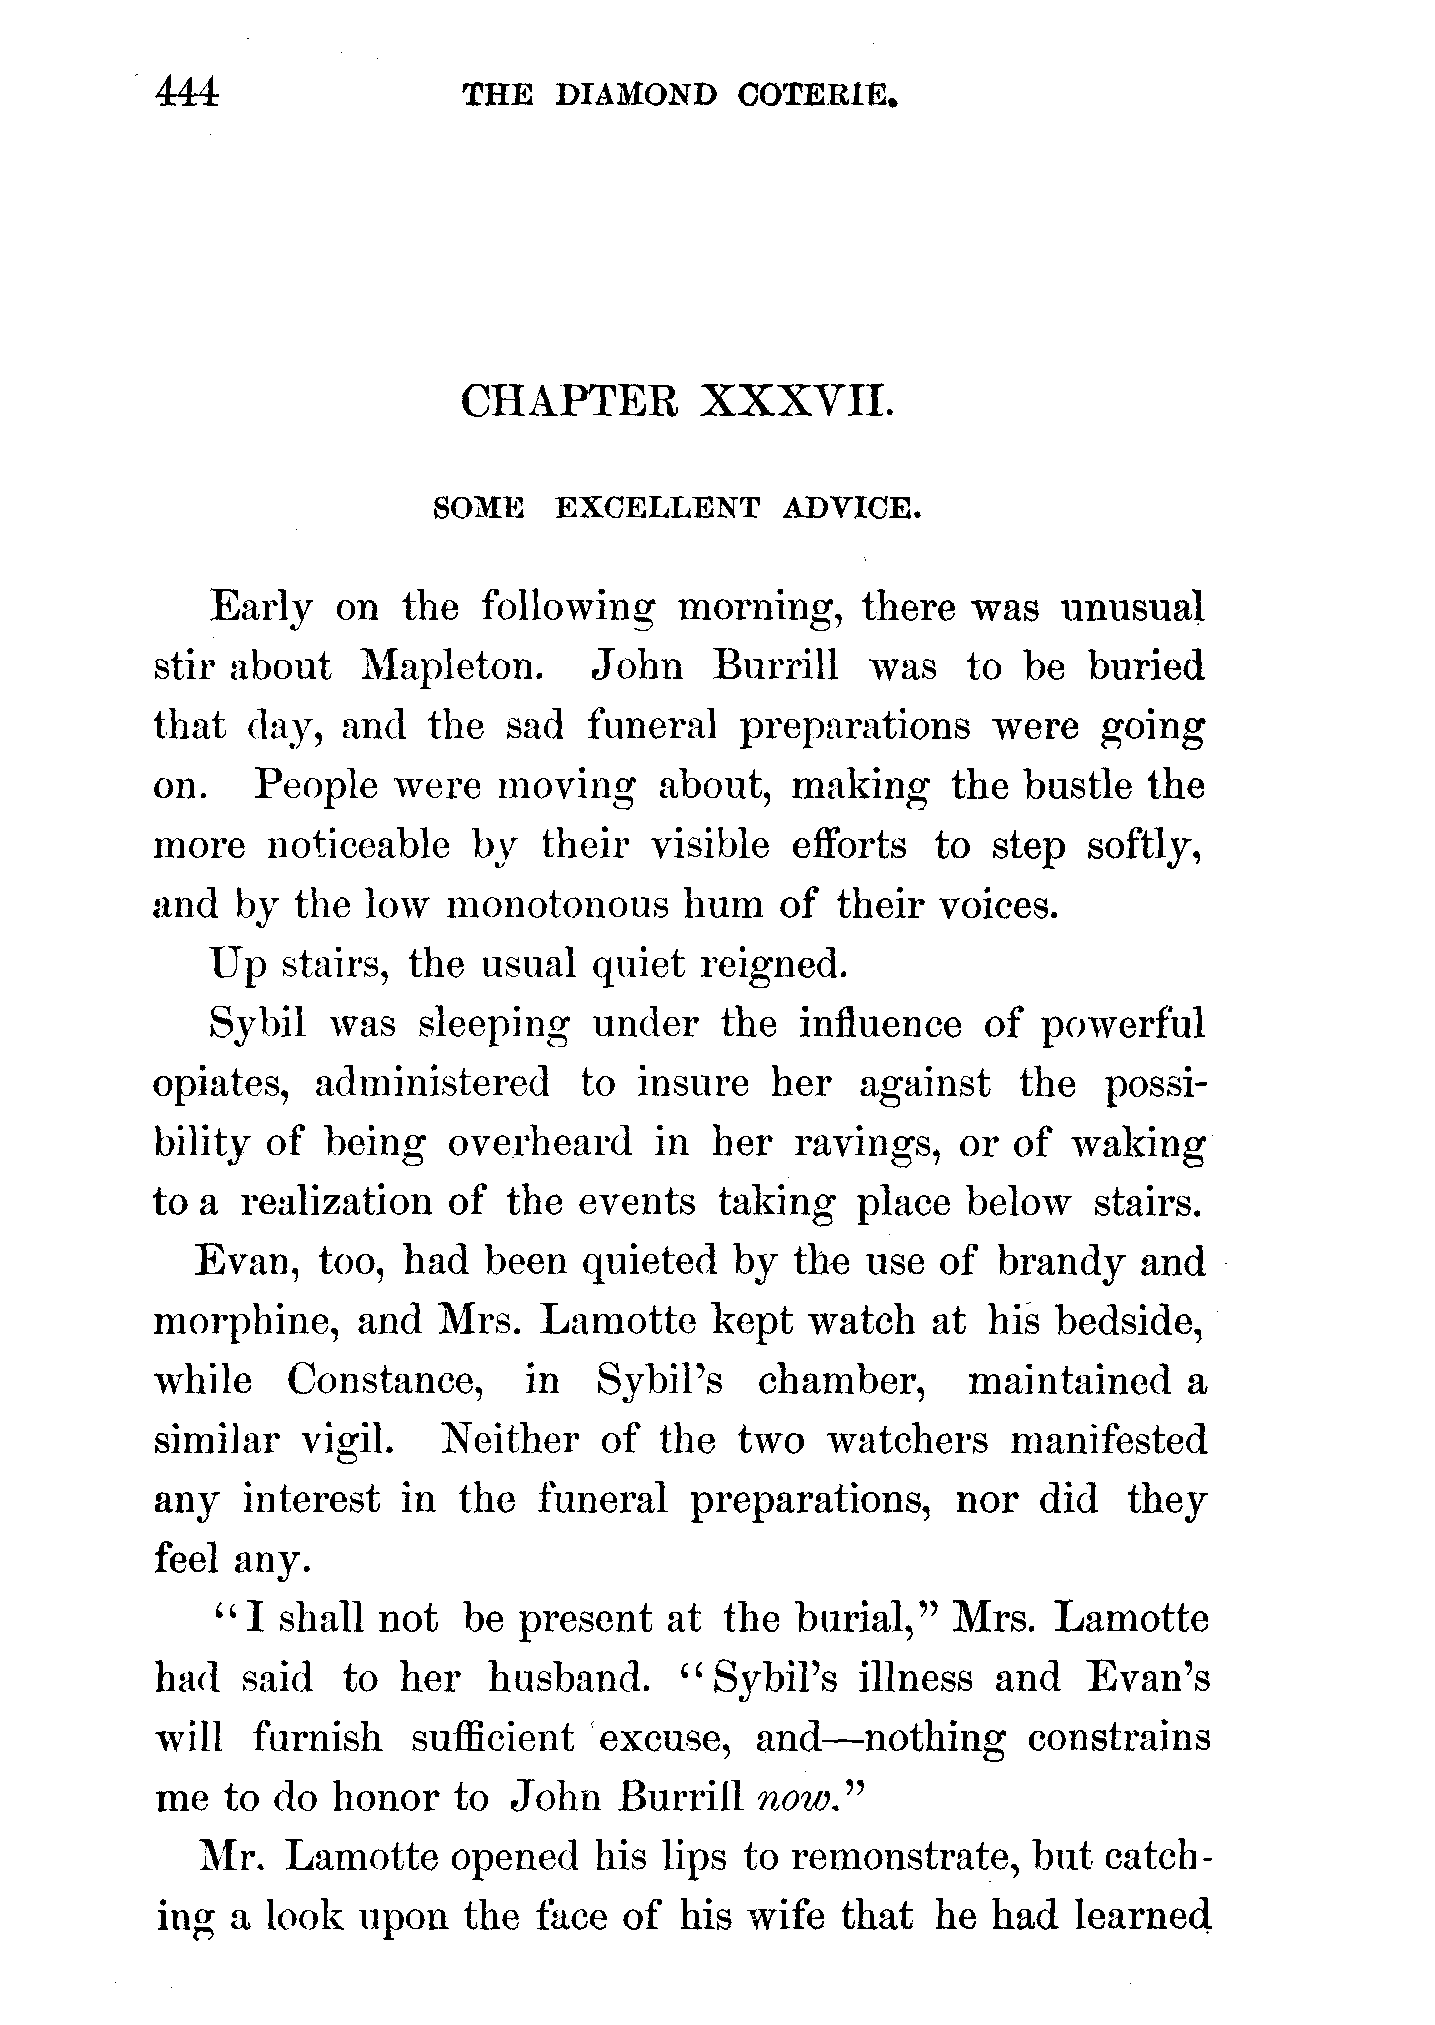 444 THE DIAMOND COTERIE.
CHAPTER XXXVII.
SOME EXCELLENT ADVICE.
Early on the following morning, there was unusual
stir about Mapleton. John Burrill was to be buried
that day, and the sad funeral preparations were going
on. People were moving about, making the bustle the
more noticeable by their visible efforts to step softly,
and by the low monotonous hum of their voices.
Up stairs, the usual quiet reigned.
Sybil was sleeping under the influence of powerful
opiates, administered to insure her against the possi-
bility of being overheard in her ravings, or of waking
to a realization of the events taking place below stairs.
Evan, too, had been quieted by the use of brandy and
morphine, and Mrs. Lamotte kept watch at his bedside,
while Constance, in Sybil's chamber, maintained a
similar vigil. Neither of the two watchers manifested
any interest in the funeral preparations, nor did they
feel any.
"I shall not be present at the burial," Mrs. Lamotte
had said to her husband. "Sybil's illness and Evan's
will furnish sufficient excuse, and—nothing constrains
me to do honor to John Burrill now."
Mr. Lamotte opened his lips to remonstrate, but catch-
ing a look upon the face of his wife that he had learned